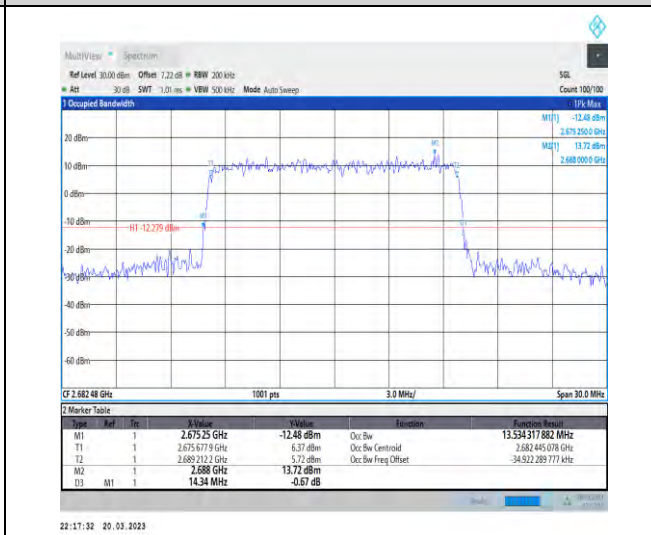 MultiView Spectrum
Ref Level 30.00 dBm Offset 7.22 dB RBW 200 kHz SGL
Att 30 dB SWT 1.01 ms VBW 500 kHz Mode Auto Sweep Count 100/100
1 Occupied Bandwidth 1Pk Max
M1[1] -12.48 dBm
2.675 250 0 GHz
M2[1] 13.72 dBm
2.688 000 0 GHz
20 dBm
10 dBm
0 dBm
-10 dBm
H1 -12.279 dBm
-20 dBm
-30 dBm
-40 dBm
-50 dBm
-60 dBm
M2
T1
CF 2.682 48 GHz 1001 pts 3.0 MHz/ Span 30.0 MHz
2 Marker Table
Type Ref Trc X-Value Y-Value Function Function Result
M1 1 2.675 25 GHz -12.48 dBm Occ Bw 13.534 317 882 MHz
T1 1 2.675 677 9 GHz 6.37 dBm Occ Bw Centroid 2.682 445 078 GHz
T2 1 2.689 212 2 GHz 5.72 dBm Occ Bw Freq Offset -34.922 289 777 kHz
M2 1 2.688 GHz 13.72 dBm
D3 M1 1 14.34 MHz -0.67 dB
22:17:32 20.03.2023